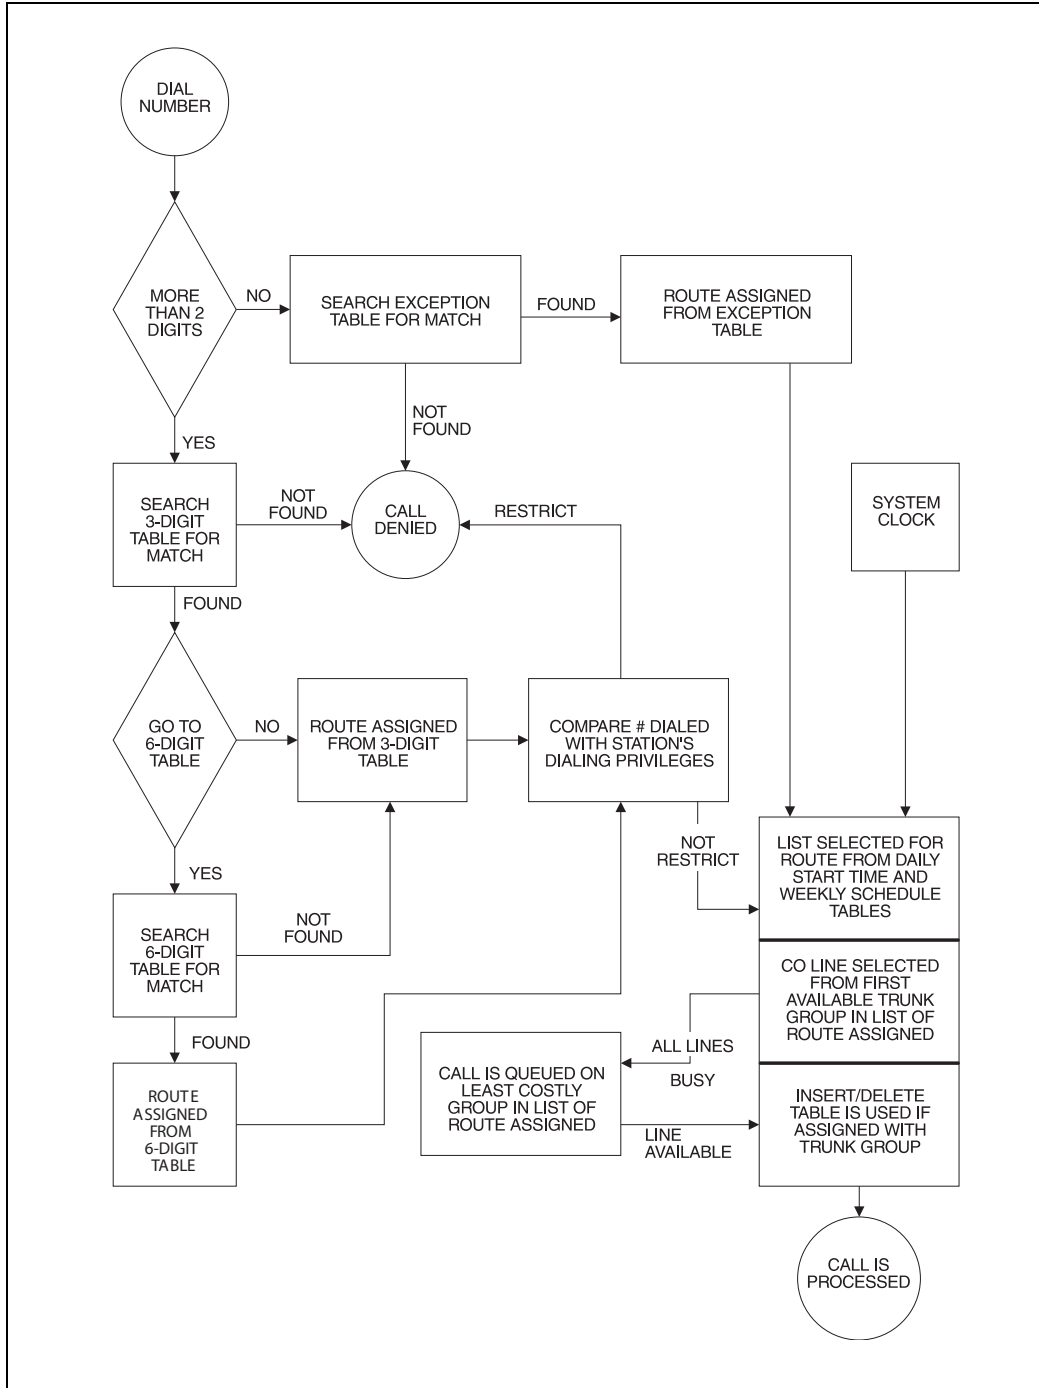 DIAL
NUMBER
MORE
THAN 2
DIGITS
NO
SEARCH EXCEPTION
TABLE FOR MATCH
FOUND
ROUTE ASSIGNED
FROM EXCEPTION
TABLE
NOT
FOUND
YES
SEARCH
3-DIGIT
TABLE FOR
MATCH
NOT
FOUND
CALL
DENIED
RESTRICT
SYSTEM
CLOCK
FOUND
GO TO
6-DIGIT
TABLE
NO
ROUTE ASSIGNED
FROM 3-DIGIT
TABLE
COMPARE # DIALED
WITH STATION'S
DIALING PRIVILEGES
NOT
RESTRICT
LIST SELECTED FOR
ROUTE FROM DAILY
START TIME AND
WEEKLY SCHEDULE
TABLES
YES
SEARCH
6-DIGIT
TABLE FOR
MATCH
NOT
FOUND
CO LINE SELECTED
FROM FIRST
AVAILABLE TRUNK
GROUP IN LIST OF
ROUTE ASSIGNED
ALL LINES
BUSY
FOUND
ROUTE
ASSIGNED
FROM
6-DIGIT
TABLE
CALL IS QUEUED ON
LEAST COSTLY
GROUP IN LIST OF
ROUTE ASSIGNED
LINE
AVAILABLE
INSERT/DELETE
TABLE IS USED IF
ASSIGNED WITH
TRUNK GROUP
CALL IS
PROCESSED